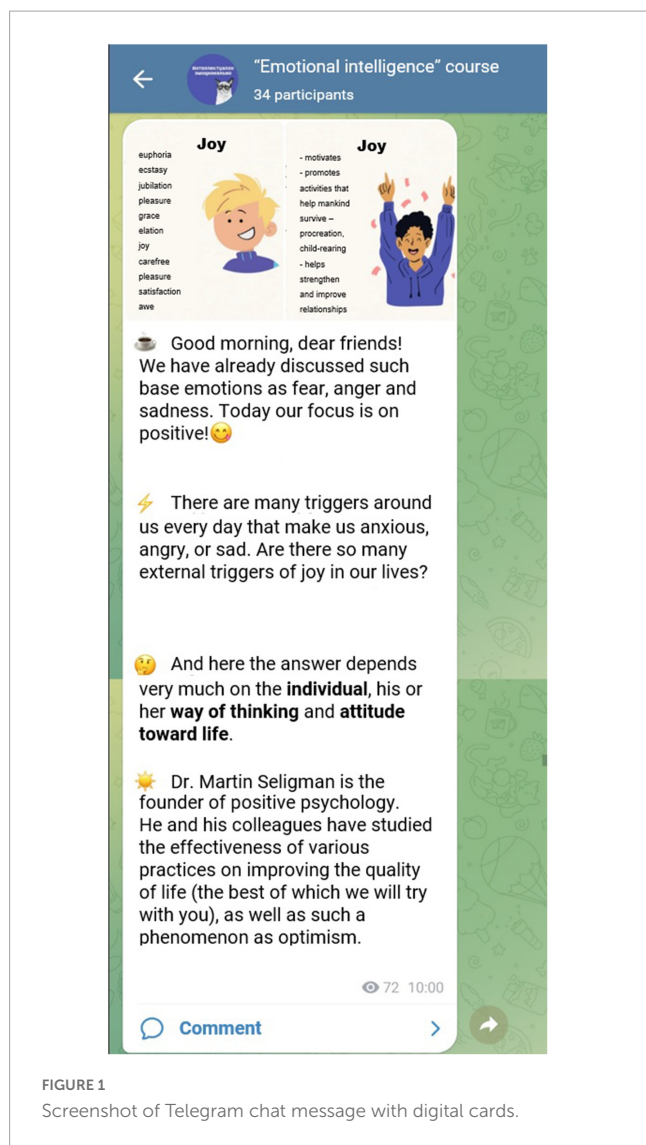 “Emotional intelligence” course
34 participants
Joy
euphoria
ecstasy
jubilation
pleasure
grace
elation
joy
carefree
pleasure
satisfaction
awe
Joy
- motivates
- promotes
activities that
help mankind
survive –
procreation,
child-rearing
- helps
strengthen
and improve
relationships
☕ Good morning, dear friends!
We have already discussed such
base emotions as fear, anger and
sadness. Today our focus is on
positive!😋
⚡ There are many triggers around
us every day that make us anxious,
angry, or sad. Are there so many
external triggers of joy in our lives?
🤔 And here the answer depends
very much on the individual, his or
her way of thinking and attitude
toward life.
☀️ Dr. Martin Seligman is the
founder of positive psychology.
He and his colleagues have studied
the effectiveness of various
practices on improving the quality
of life (the best of which we will try
with you), as well as such a
phenomenon as optimism.
72 10:00
Comment
FIGURE 1
Screenshot of Telegram chat message with digital cards.